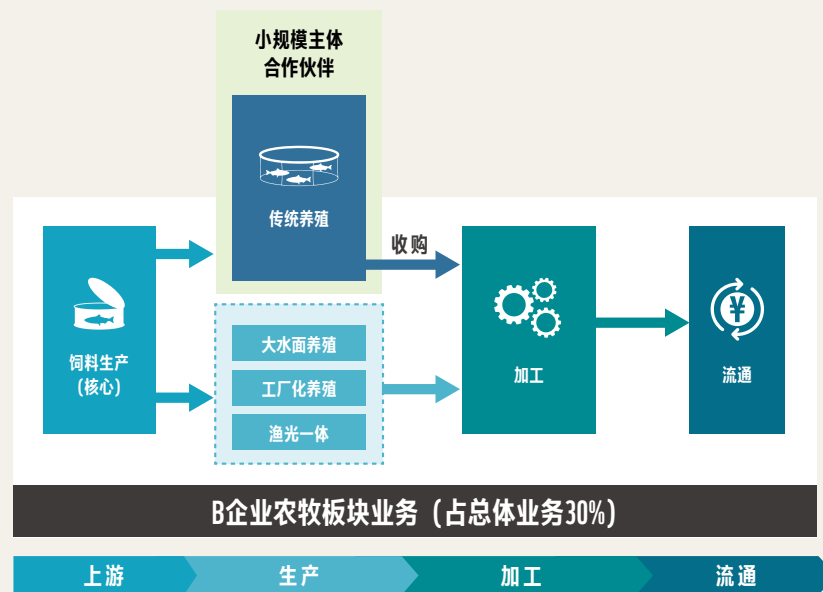 小规模主体
合作伙伴
传统养殖
收购
饲料生产
(核心)
大水面养殖
工厂化养殖
渔光一体
加工
流通
B企业农牧板块业务（占总体业务30%）
上游
生产
加工
流通